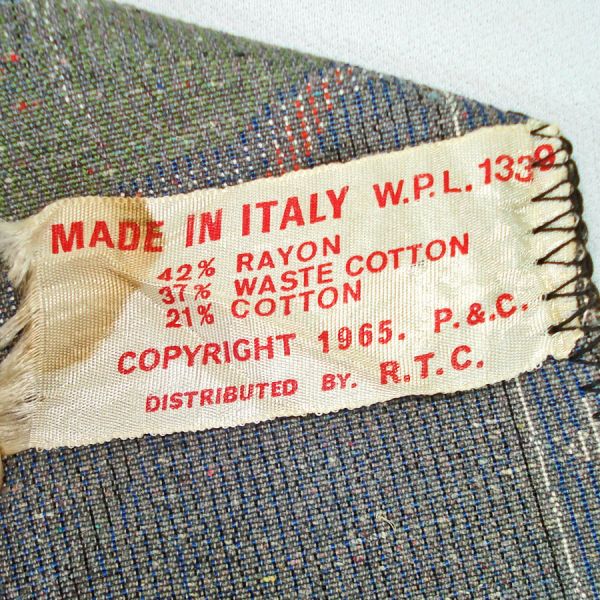 MADE IN ITALY W.P.L. 1339
42% RAYON
37% WASTE COTTON
21% COTTON
COPYRIGHT 1965. P.&C.
DISTRIBUTED BY. R.T.C.